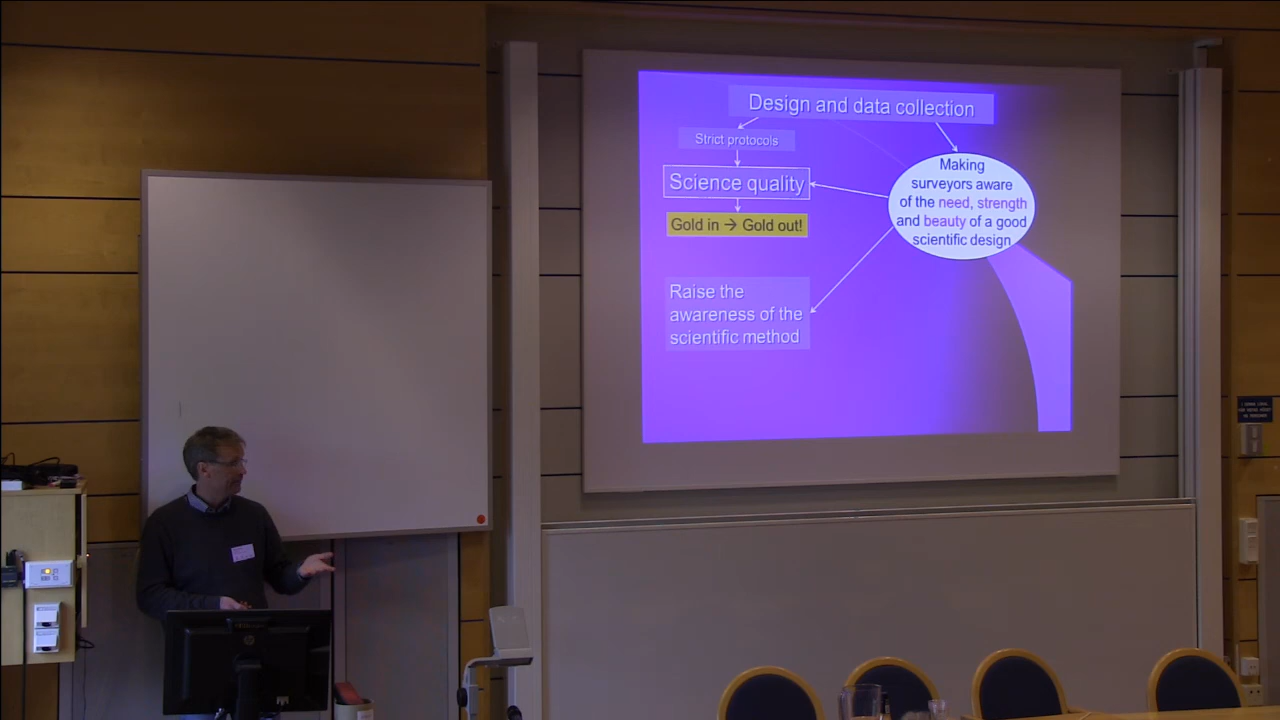 Design and data collection
Strict protocols
Science quality
Gold in → Gold out!
Making
surveyors aware
of the need, strength
and beauty of a good
scientific design
Raise the
awareness of the
scientific method